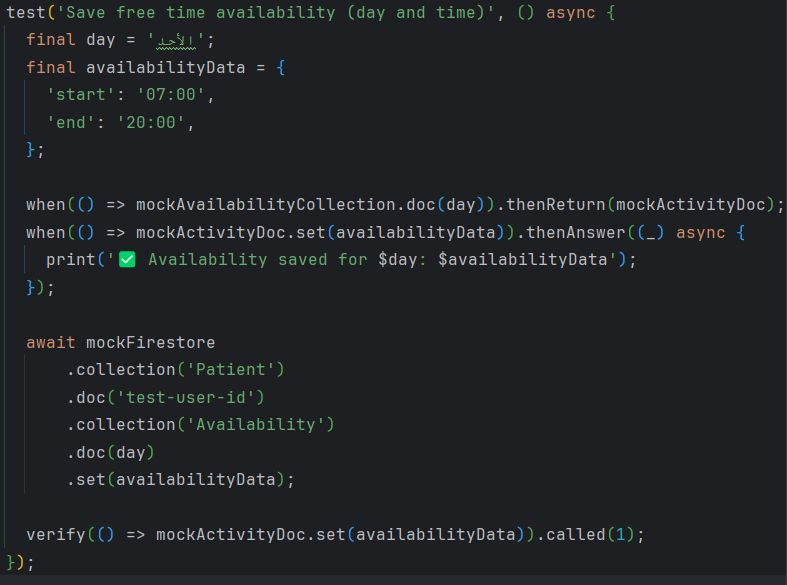 test('Save free time availability (day and time)', () async {
  final day = 'الأحد';
  final availabilityData = {
    'start': '07:00',
    'end': '20:00',
  };

  when(() => mockAvailabilityCollection.doc(day)).thenReturn(mockActivityDoc);
  when(() => mockActivityDoc.set(availabilityData)).thenAnswer((_) async {
    print('✅ Availability saved for $day: $availabilityData');
  });

  await mockFirestore
      .collection('Patient')
      .doc('test-user-id')
      .collection('Availability')
      .doc(day)
      .set(availabilityData);

  verify(() => mockActivityDoc.set(availabilityData)).called(1);
});